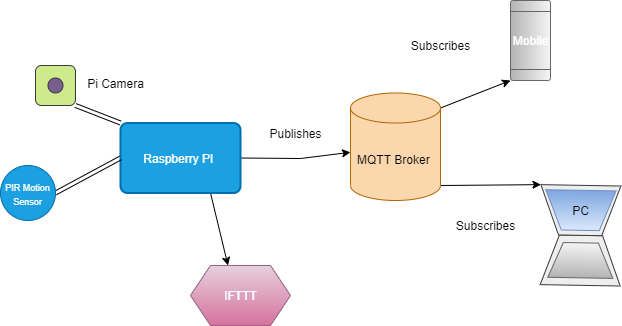 Mobile
Subscribes
Pi Camera
Publishes
Raspberry PI
MQTT Broker
PIR Motion
Sensor
PC
Subscribes
IFTTT